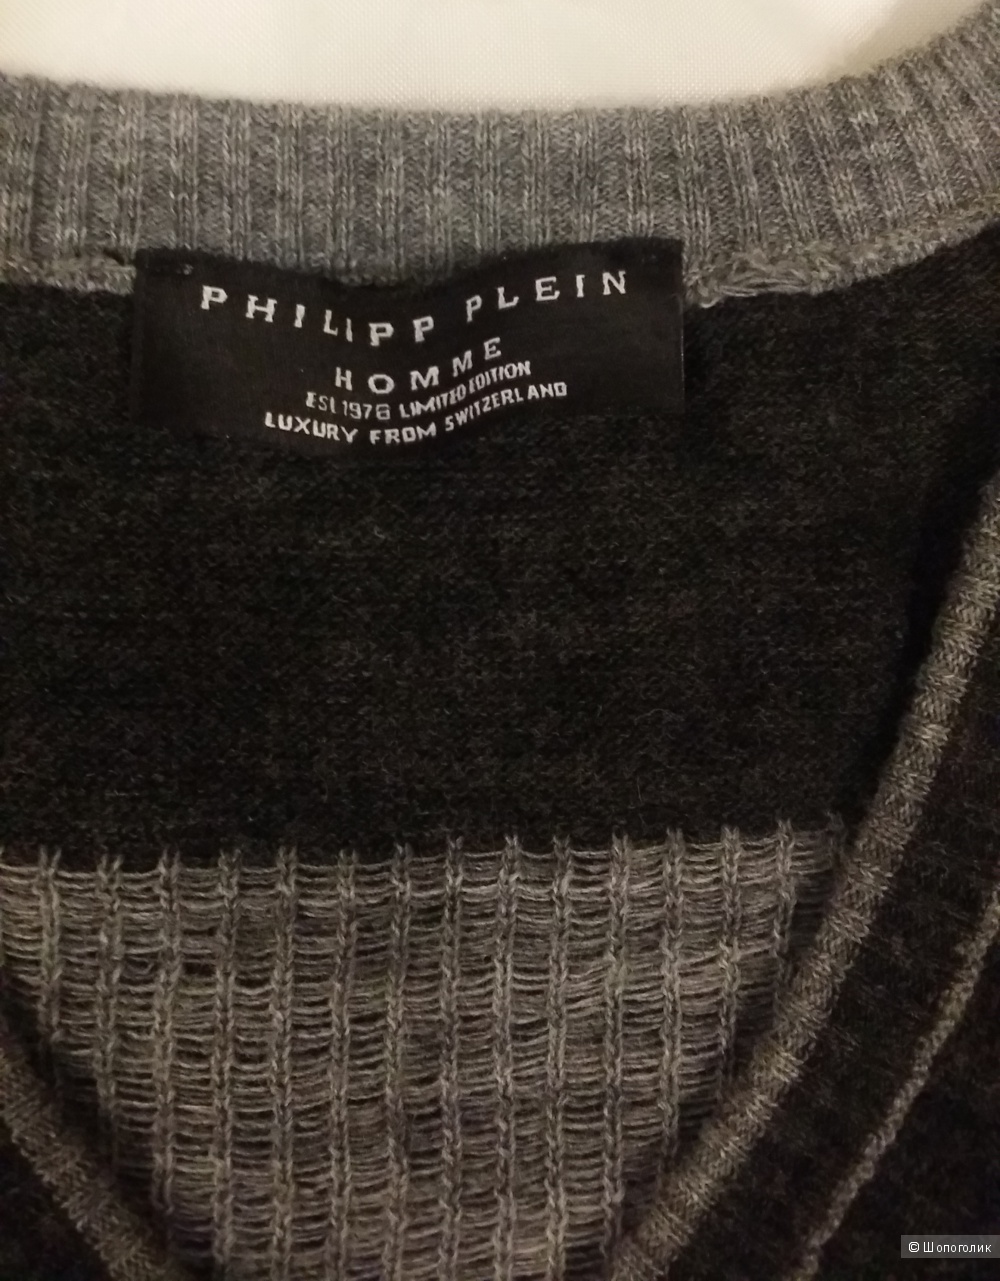 PHILIPP PLEIN
HOMME
EST.1978 LIMITED EDITION
LUXURY FROM SWITZERLAND
© Шопоголик